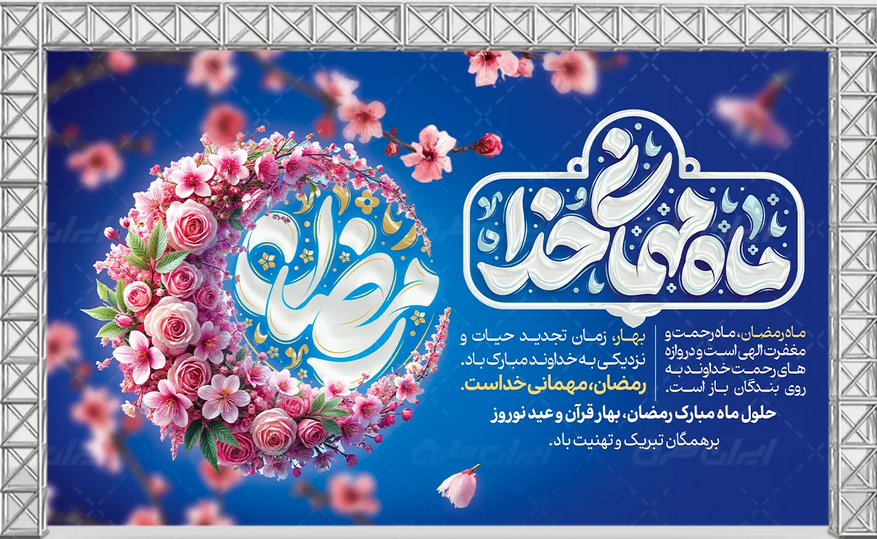 ماه مهمانی خدا
رمضان
ماه رمضان، ماه رحمت و
مغفرت الهی است و دروازه
های رحمت خداوند به
روی بندگان باز است.
بهار، زمان تجدید حیات و
نزدیکی به خداوند مبارک باد.
رمضان، مهمانی خداست.
حلول ماه مبارک رمضان، بهار قرآن و عید نوروز
برهمگان تبریک و تهنیت باد.